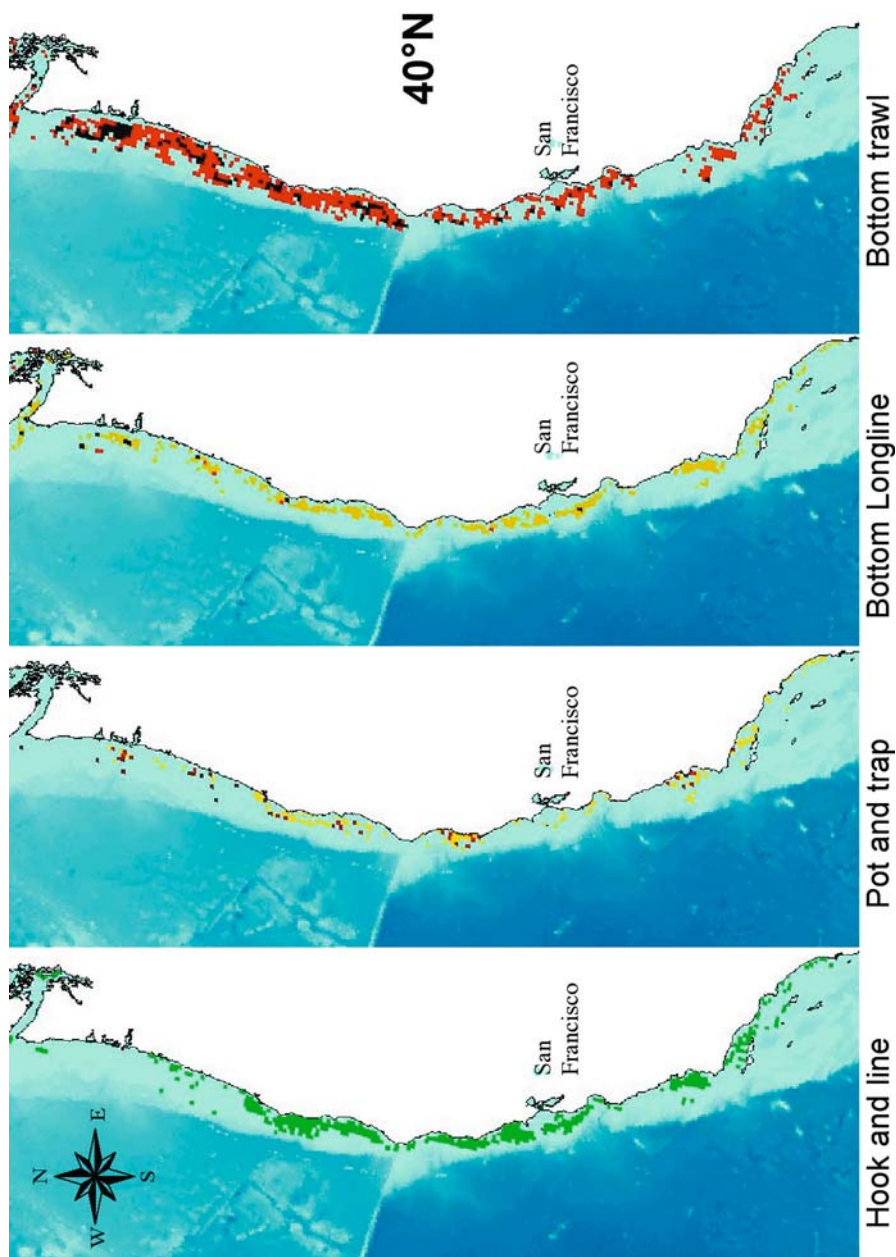 N
W
E
S
San
Francisco
Hook and line
San
Francisco
Pot and trap
San
Francisco
Bottom Longline
40°N
San
Francisco
Bottom trawl